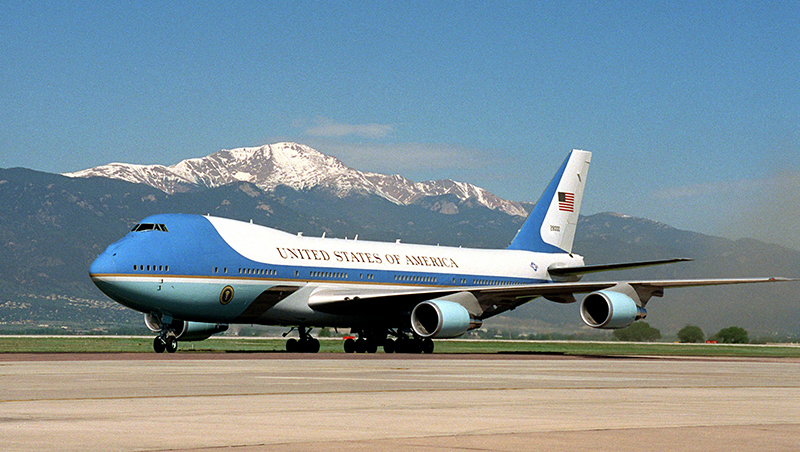 UNITED STATES OF AMERICA